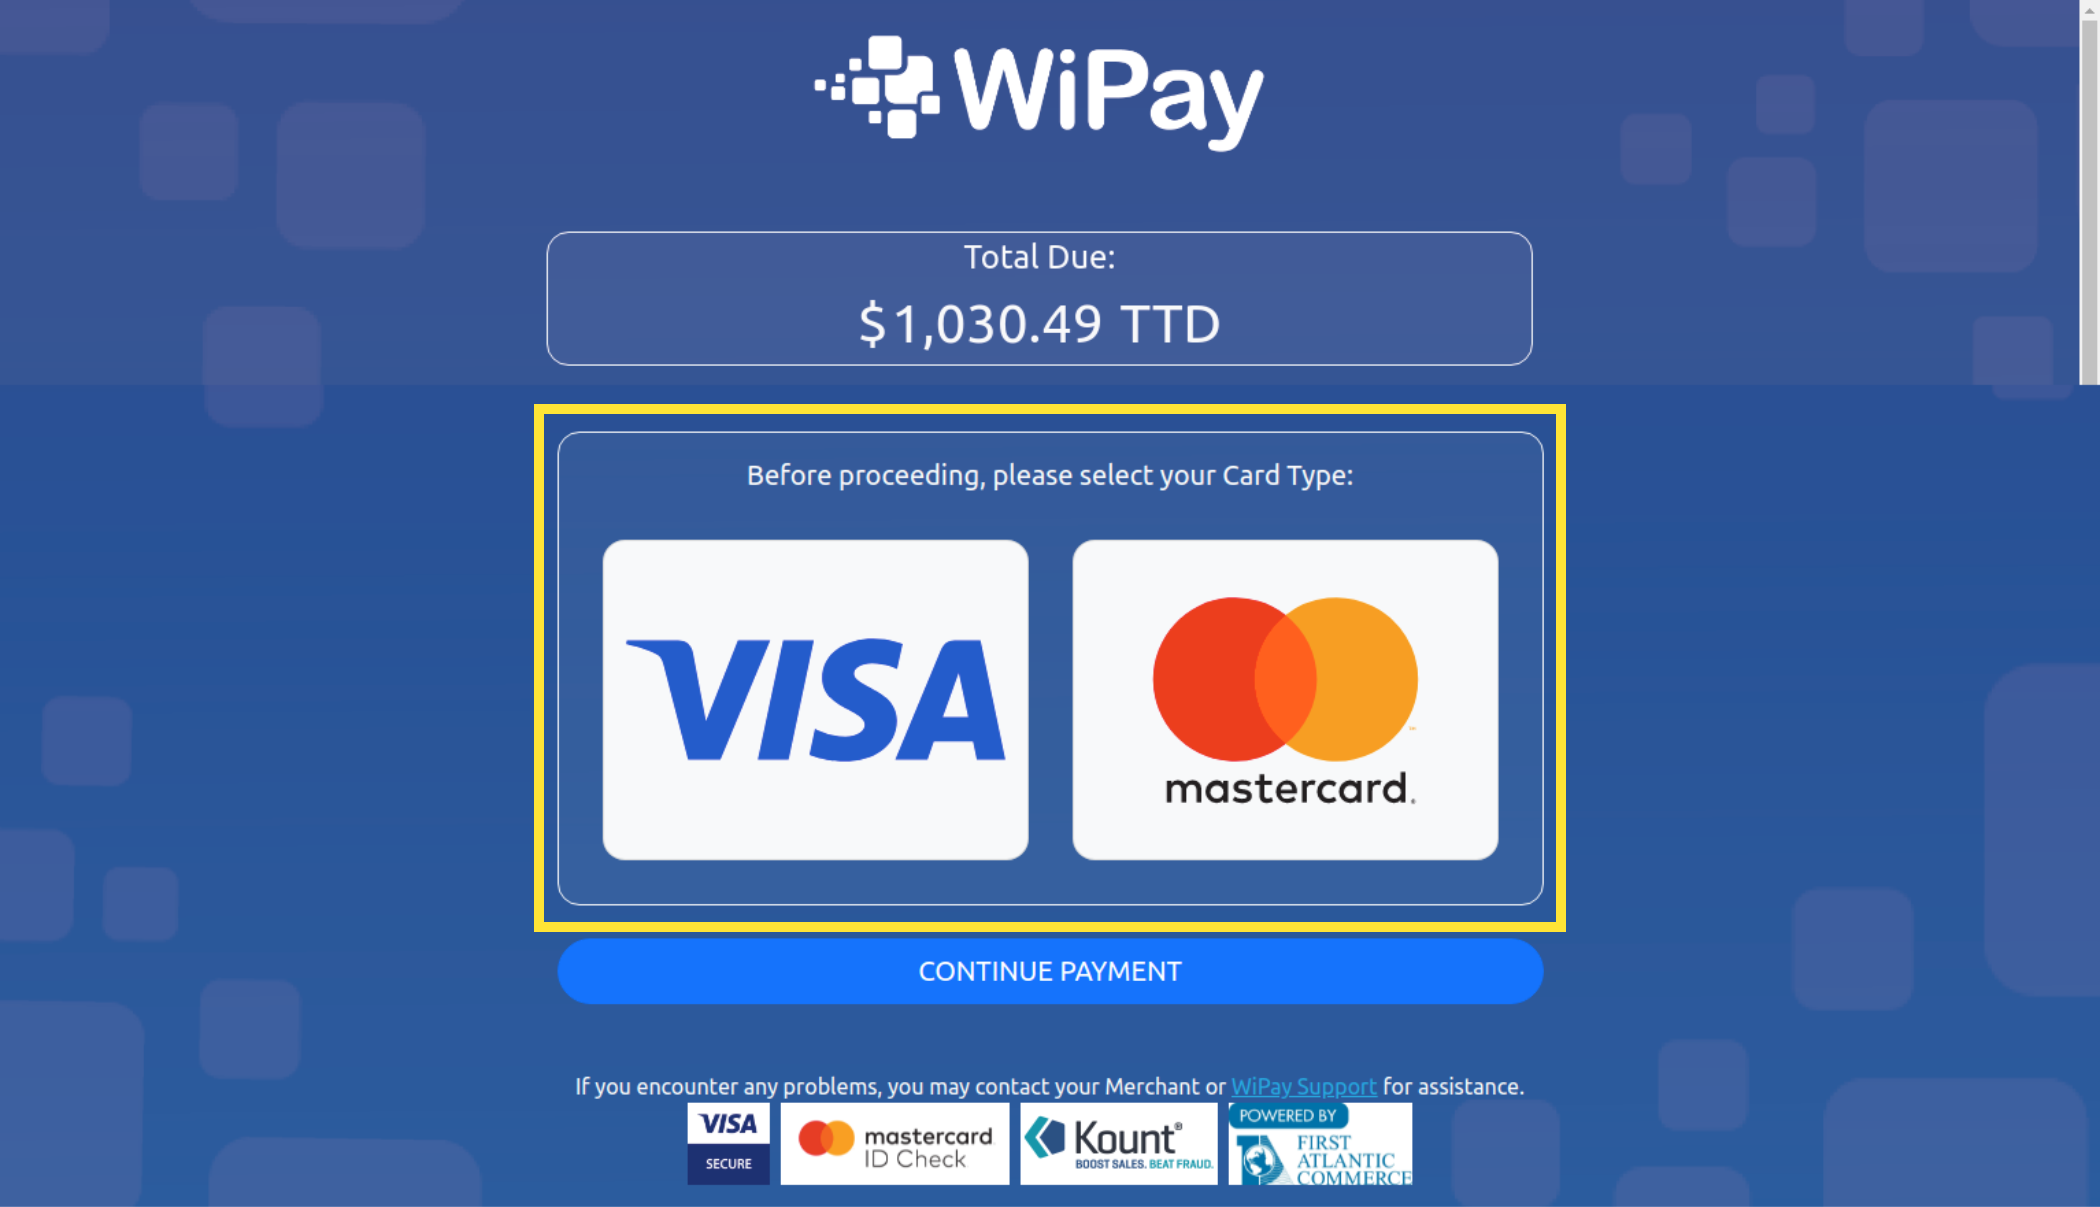 WiPay
Total Due:
$1,030.49 TTD
Before proceeding, please select your Card Type:
VISA
mastercard.
CONTINUE PAYMENT
If you encounter any problems, you may contact your Merchant or WiPay Support for assistance.
VISA
SECURE
mastercard
ID Check
Kount®
BOOST SALES. BEAT FRAUD.
POWERED BY
FIRST
ATLANTIC
COMMERCE